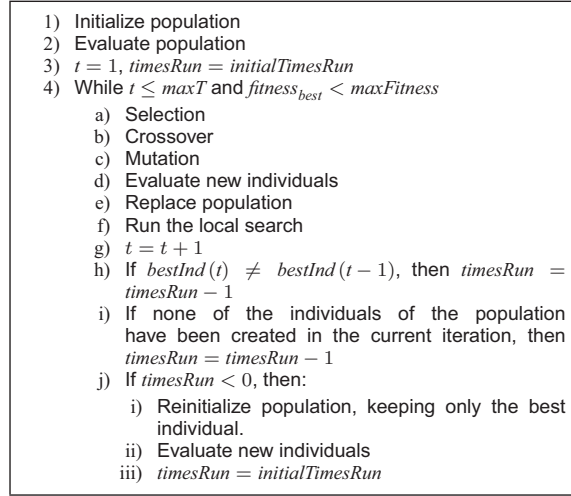 1) Initialize population
2) Evaluate population
3) t = 1, timesRun = initialTimesRun
4) While t ≤ maxT and fitness_best < maxFitness
a) Selection
b) Crossover
c) Mutation
d) Evaluate new individuals
e) Replace population
f) Run the local search
g) t = t + 1
h) If bestInd(t) ≠ bestInd(t − 1), then timesRun =
timesRun − 1
i) If none of the individuals of the population
have been created in the current iteration, then
timesRun = timesRun − 1
j) If timesRun < 0, then:
i) Reinitialize population, keeping only the best
individual.
ii) Evaluate new individuals
iii) timesRun = initialTimesRun